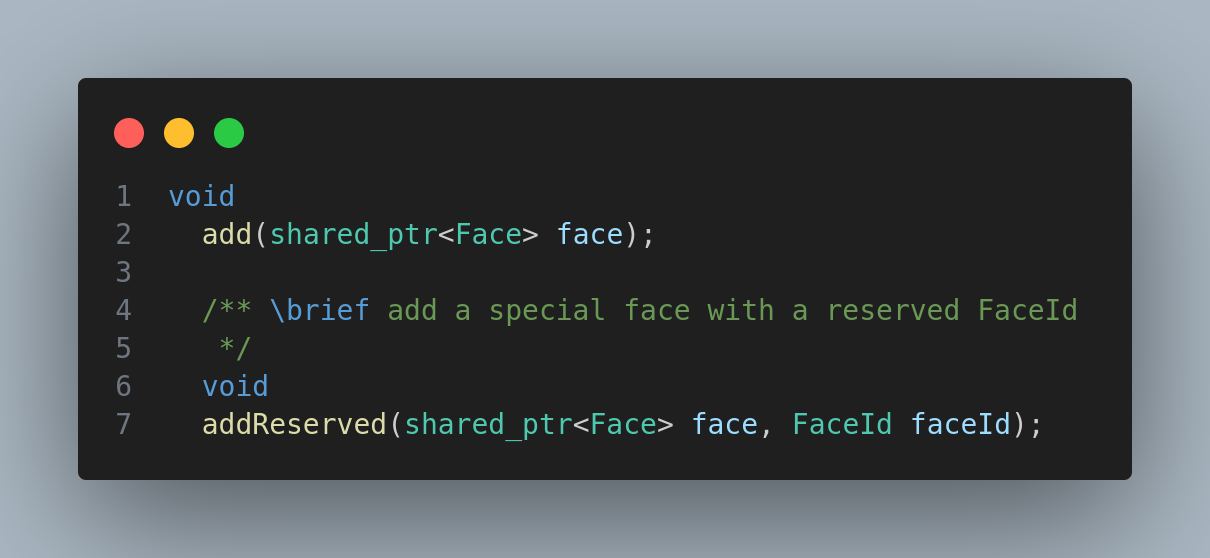 1 void
2   add(shared_ptr<Face> face);
3
4   /** \brief add a special face with a reserved FaceId
5    */
6   void
7   addReserved(shared_ptr<Face> face, FaceId faceId);